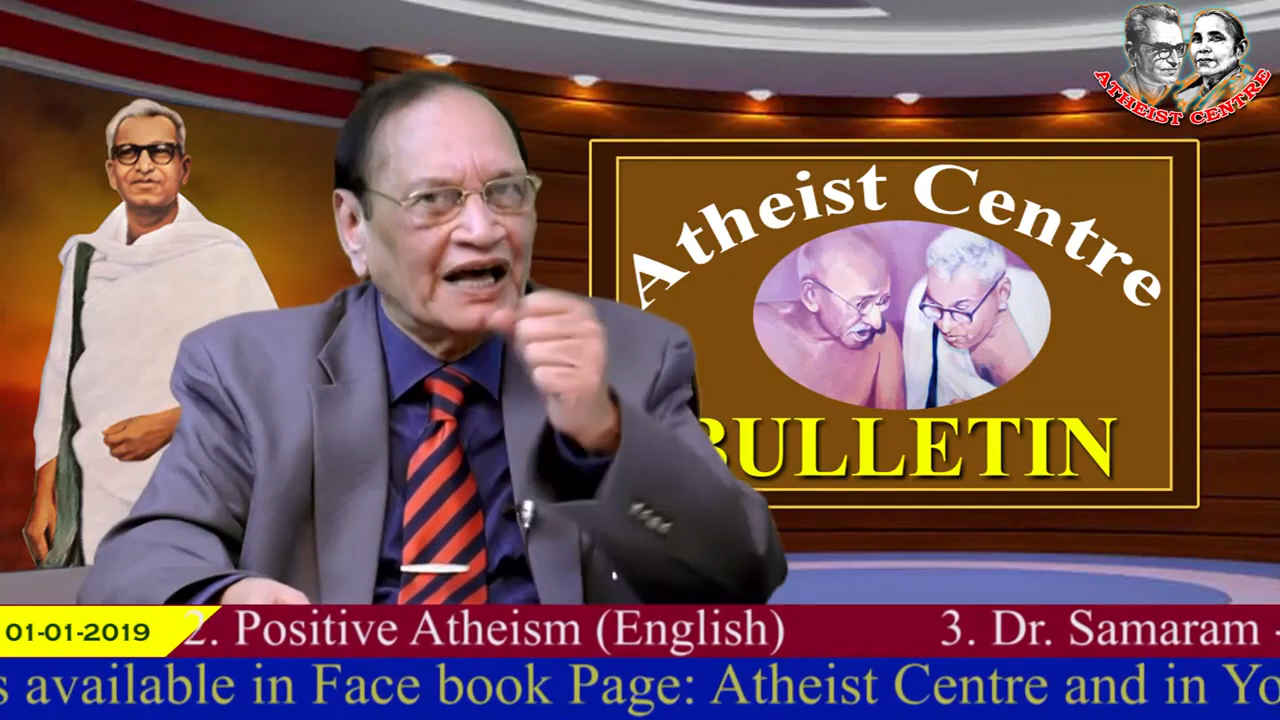 ATHEIST CENTRE
Atheist Centre
BULLETIN
01-01-2019
2. Positive Atheism (English) 3. Dr. Samaram
available in Face book Page: Atheist Centre and in